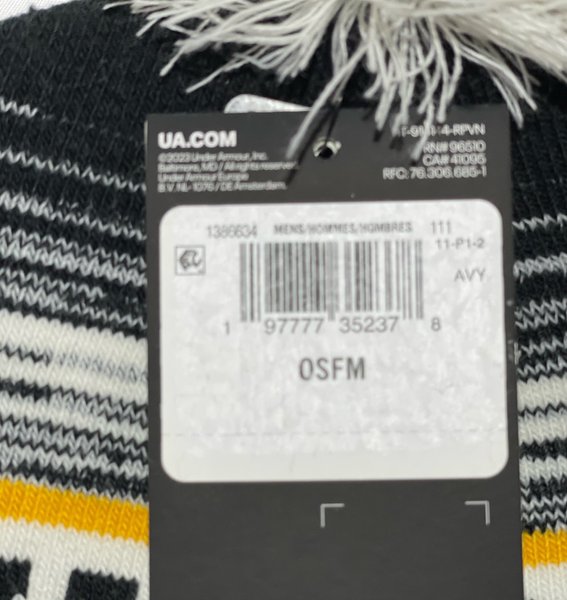 UA.COM
©2023 Under Armour, Inc.
Baltimore, MD / All rights reserved
Under Armour Europe
B.V. NL-1076 / DE Amsterdam.
RN# 96510
CA# 41095
RFC: 76.306.685-1
1386634 MENS/HOMMES/HOMBRES 111
11-P1-2
AVY
1 97777 35237 8
OSFM